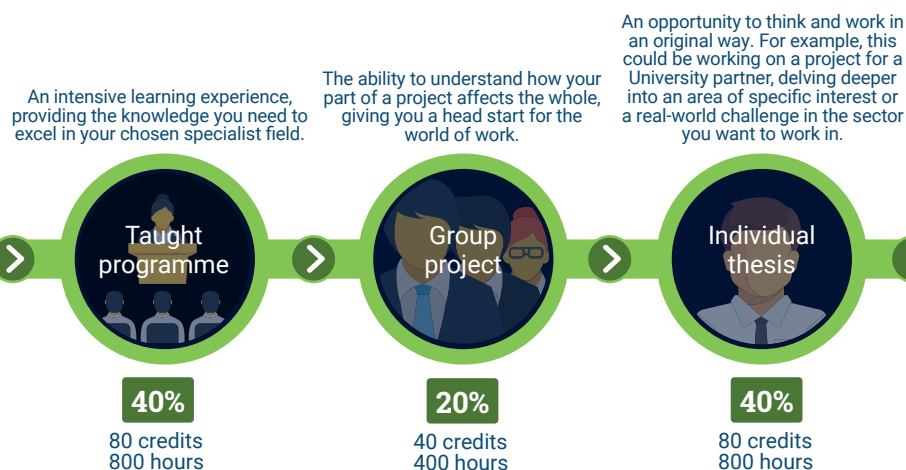 An intensive learning experience,
providing the knowledge you need to
excel in your chosen specialist field.
Taught
programme
40%
80 credits
800 hours
The ability to understand how your
part of a project affects the whole,
giving you a head start for the
world of work.
Group
project
20%
40 credits
400 hours
An opportunity to think and work in
an original way. For example, this
could be working on a project for a
University partner, delving deeper
into an area of specific interest or
a real-world challenge in the sector
you want to work in.
Individual
thesis
40%
80 credits
800 hours